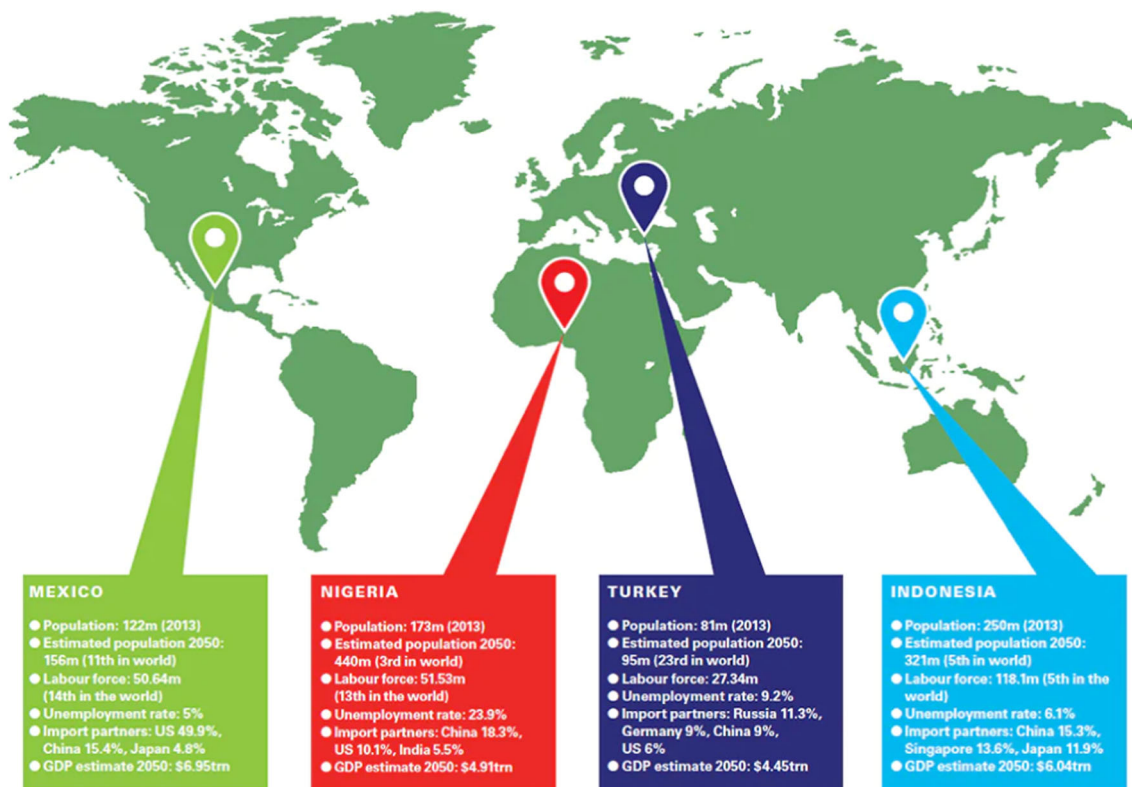 MEXICO
● Population: 122m (2013)
● Estimated population 2050:
156m (11th in world)
● Labour force: 50.64m
(14th in the world)
● Unemployment rate: 5%
● Import partners: US 49.9%,
China 15.4%, Japan 4.8%
● GDP estimate 2050: $6.95trn
NIGERIA
● Population: 173m (2013)
● Estimated population 2050:
440m (3rd in world)
● Labour force: 51.53m
(13th in the world)
● Unemployment rate: 23.9%
● Import partners: China 18.3%,
US 10.1%, India 5.5%
● GDP estimate 2050: $4.91trn
TURKEY
● Population: 81m (2013)
● Estimated population 2050:
95m (23rd in world)
● Labour force: 27.34m
● Unemployment rate: 9.2%
● Import partners: Russia 11.3%,
Germany 9%, China 9%,
US 6%
● GDP estimate 2050: $4.45trn
INDONESIA
● Population: 250m (2013)
● Estimated population 2050:
321m (5th in world)
● Labour force: 118.1m (5th in the
world)
● Unemployment rate: 6.1%
● Import partners: China 15.3%,
Singapore 13.6%, Japan 11.9%
● GDP estimate 2050: $6.04trn